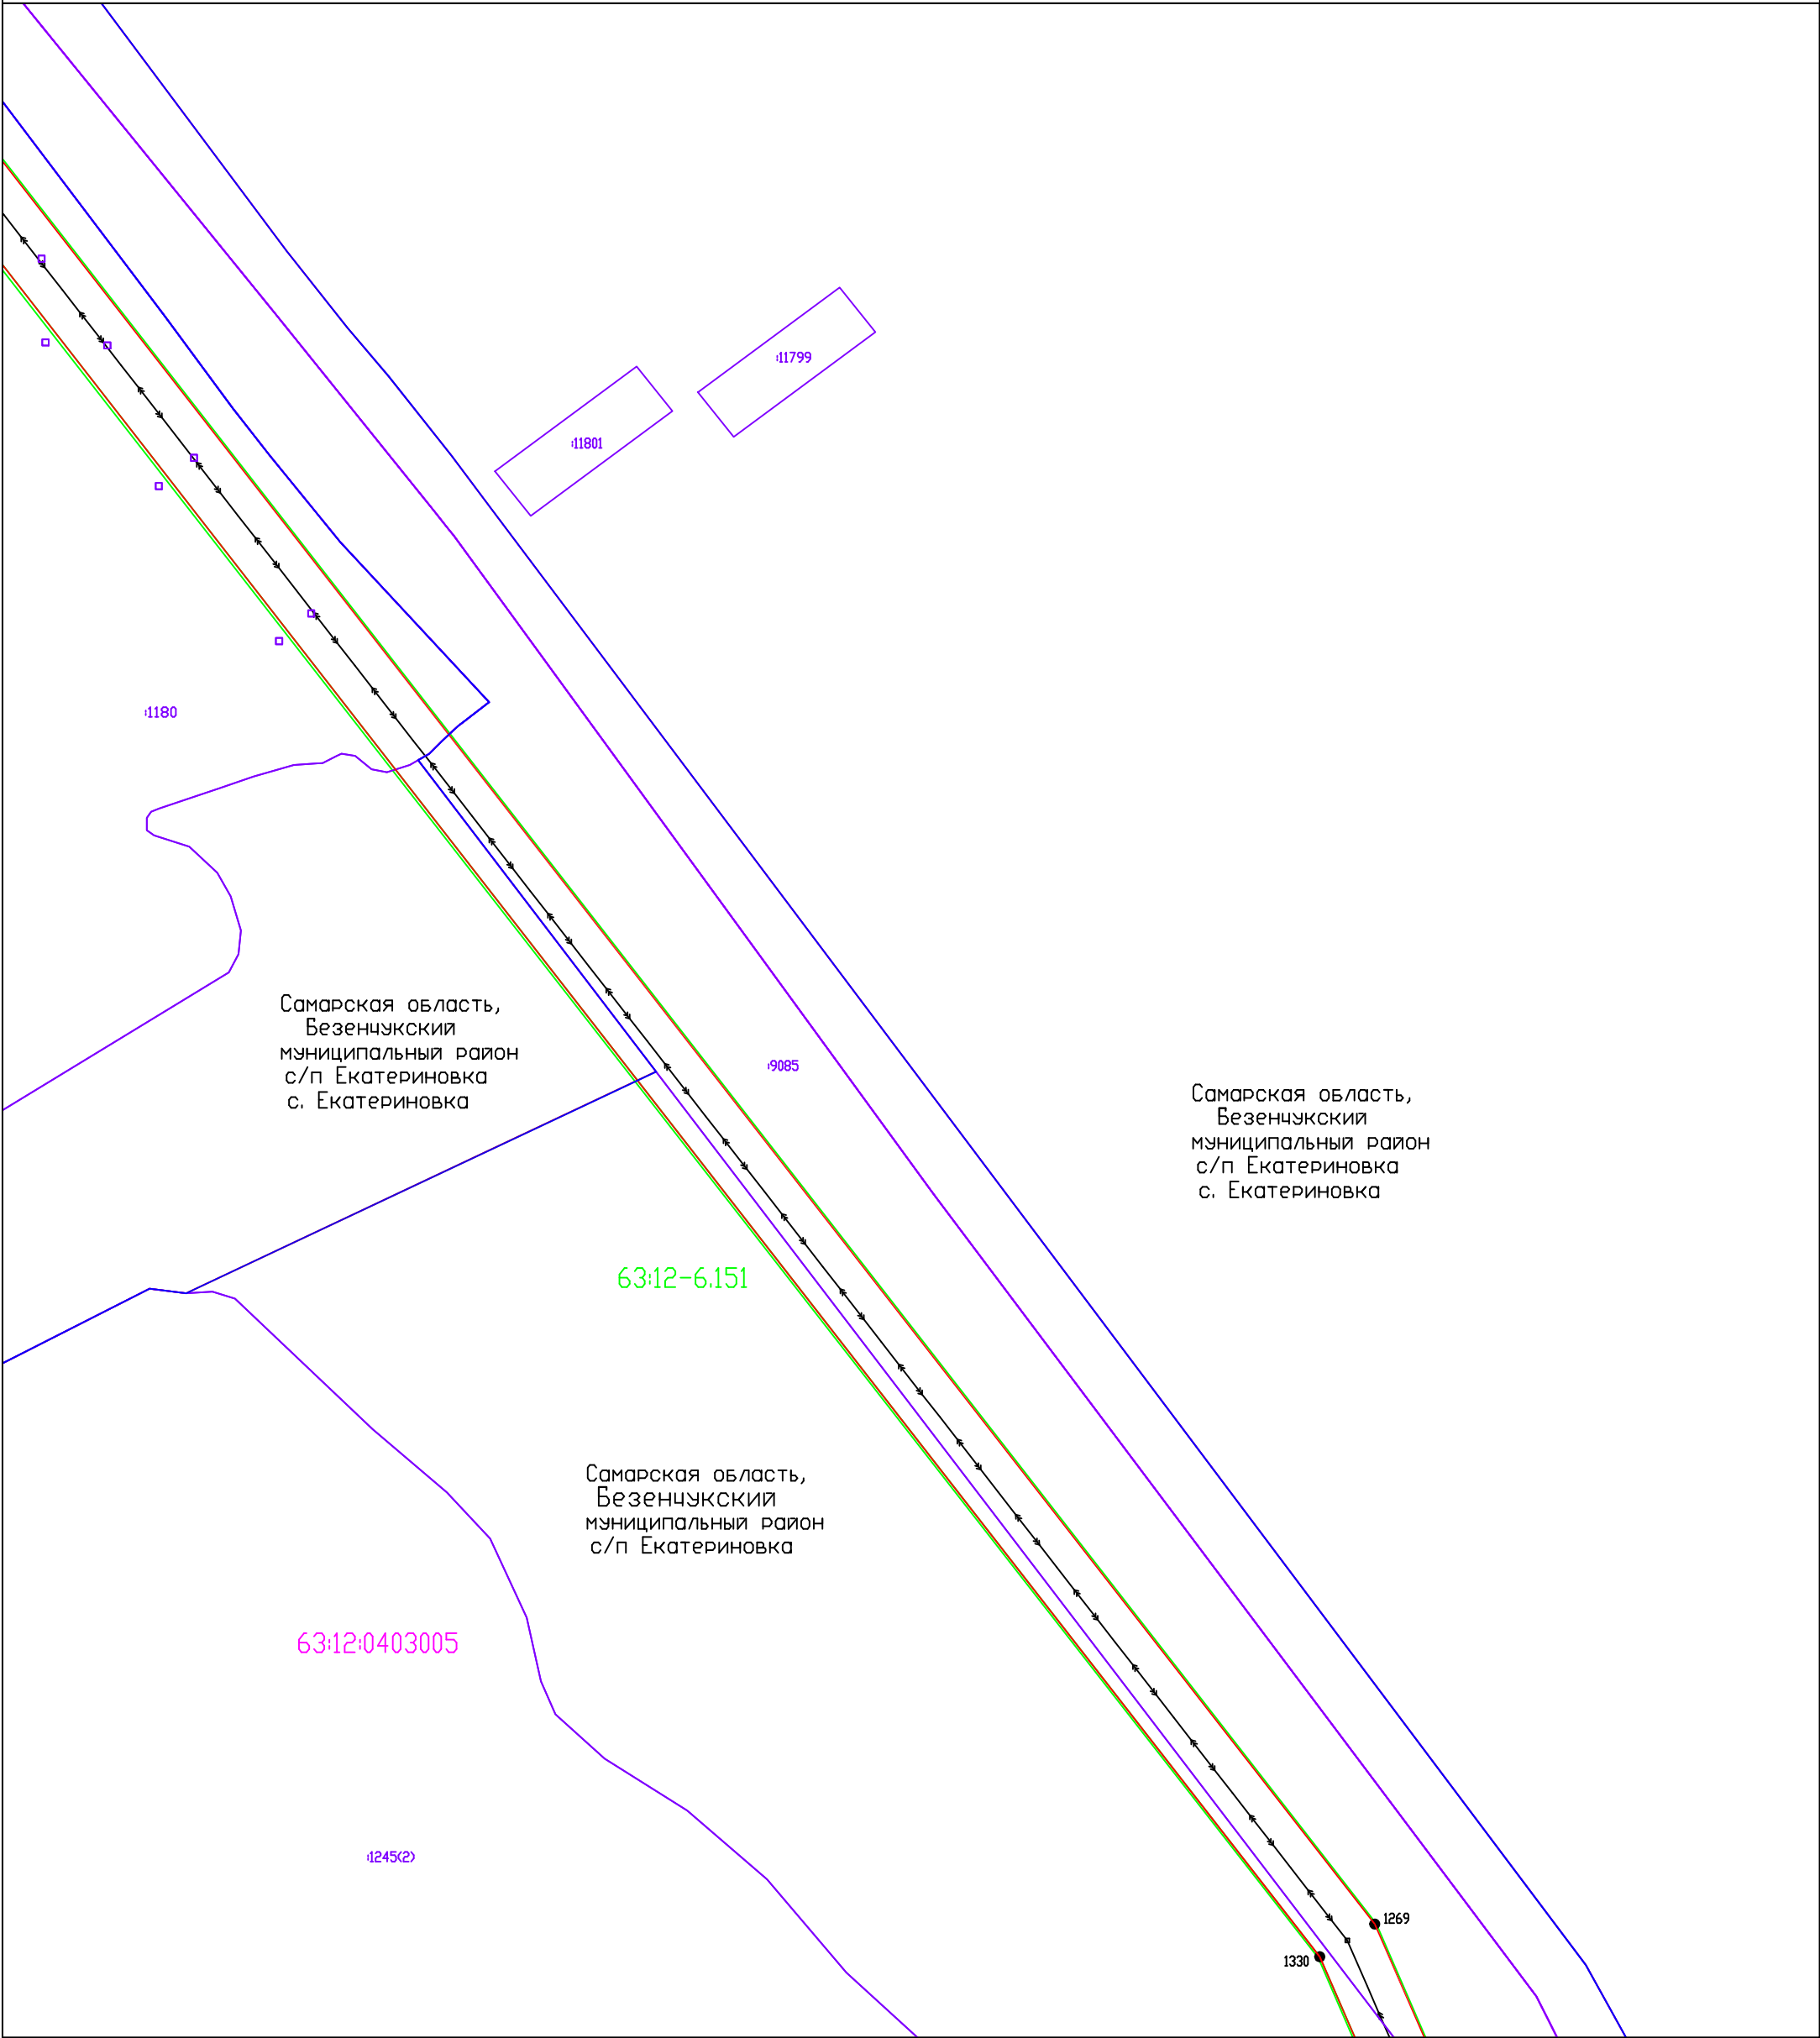 :11799
:11801
:1180
Самарская область,
Безенчукский
муниципальный район
с/п Екатериновка
с. Екатериновка
:9085
Самарская область,
Безенчукский
муниципальный район
с/п Екатериновка
с. Екатериновка
63:12-6.151
Самарская область,
Безенчукский
муниципальный район
с/п Екатериновка
63:12:0403005
:1245(2)
1269
1330